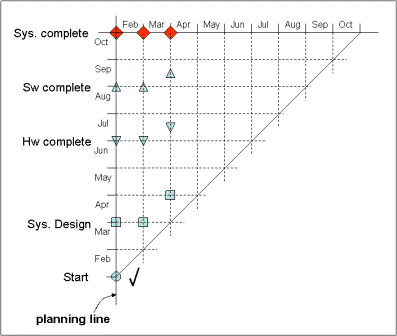 Feb Mar Apr May Jun Jul Aug Sep Oct
Sys. complete
Oct
Sep
Sw complete
Aug
Jul
Hw complete
Jun
May
Apr
Sys. Design
Mar
Feb
Start
planning line